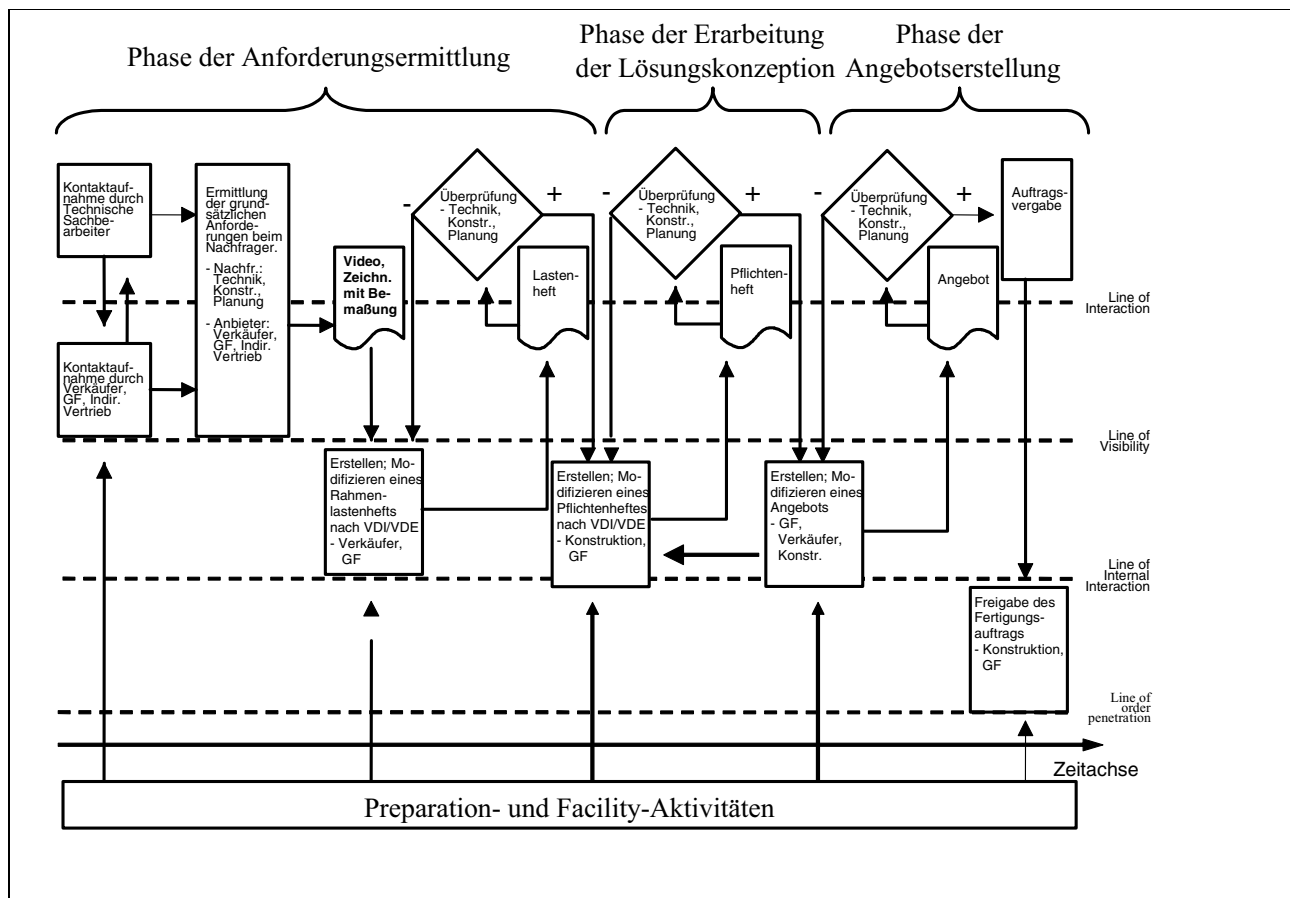 Phase der Anforderungsermittlung
Phase der Erarbeitung
der Lösungskonzeption
Phase der
Angebotserstellung
Kontaktauf-
nahme durch
Technische
Sachbe-
arbeiter
Kontaktauf-
nahme durch
Verkäufer,
GF, Indir.
Vertrieb
Ermittlung
der grund-
sätzlichen
Anforde-
rungen beim
Nachfrager.
- Nachfr.:
Technik,
Konstr.,
Planung
- Anbieter:
Verkäufer,
GF, Indir.
Vertrieb
Video,
Zeichn.
mit Be-
maßung
-
Überprüfung
- Technik,
Konstr.,
Planung
+
Lasten-
heft
-
Überprüfung
- Technik,
Konstr.,
Planung
+
Pflichten-
heft
-
Überprüfung
- Technik,
Konstr.,
Planung
+
Angebot
Auftrags-
vergabe
Line of
Interaction
Line of
Visibility
Erstellen; Mo-
difizieren eines
Rahmen-
lastenhefts
nach VDI/VDE
- Verkäufer,
GF
Erstellen; Mo-
difizieren eines
Pflichtenheftes
nach VDI/VDE
- Konstruktion,
GF
Erstellen; Mo-
difizieren eines
Angebots
- GF,
Verkäufer,
Konstr.
Line of
Internal
Interaction
Freigabe des
Fertigungs-
auftrags
- Konstruktion,
GF
Line of
order
penetration
Zeitachse
Preparation- und Facility-Aktivitäten